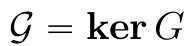 𝒢 = ker G